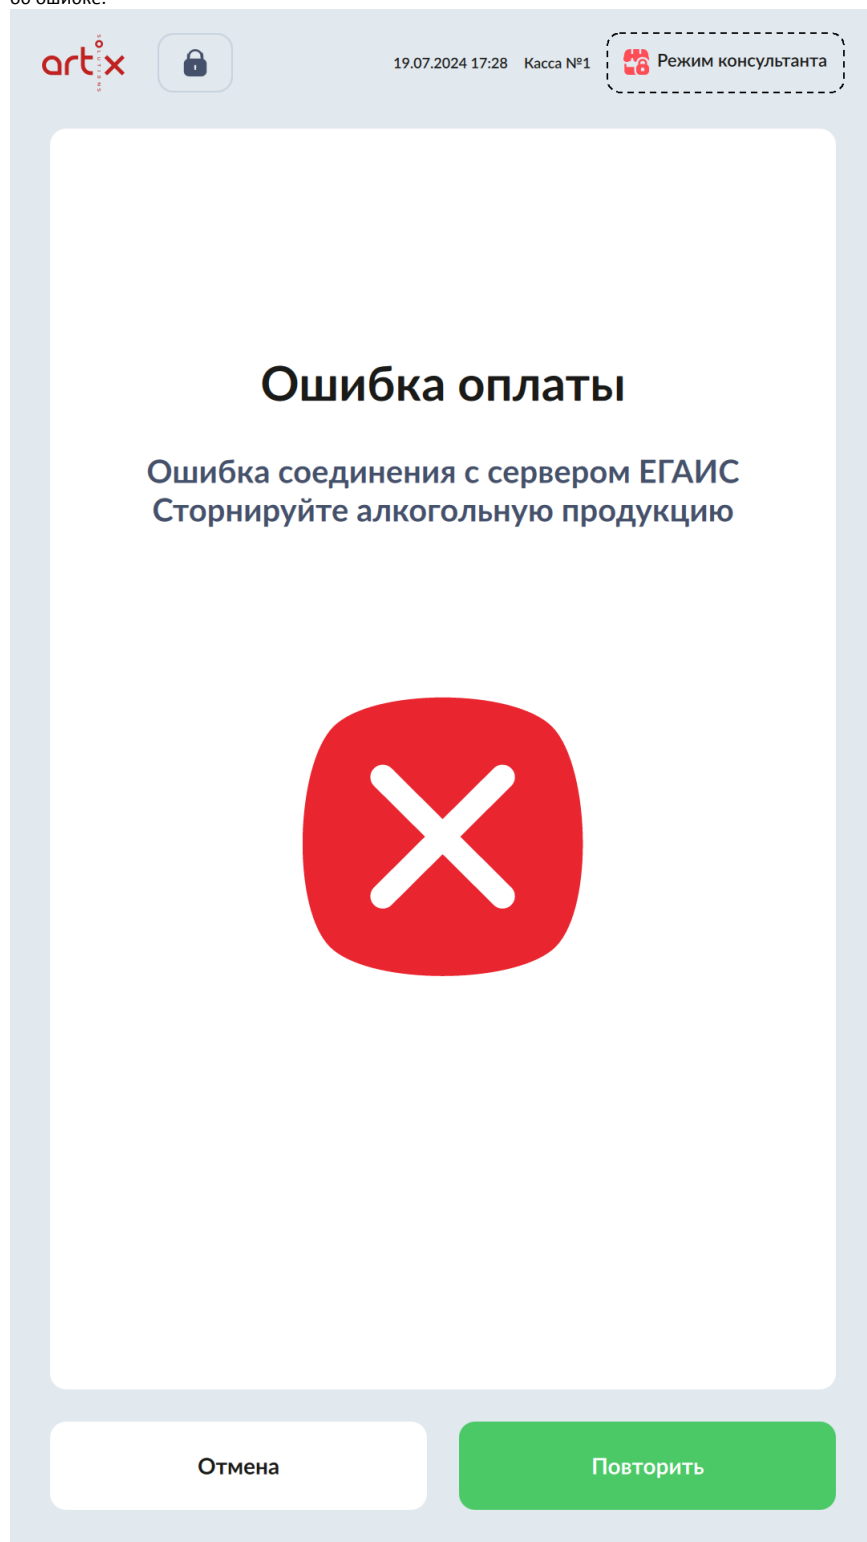 об ошибке.
artix
SOLUTIONS
19.07.2024 17:28 Касса №1 Режим консультанта
Ошибка оплаты
Ошибка соединения с сервером ЕГАИС
Сторнируйте алкогольную продукцию
Отмена Повторить